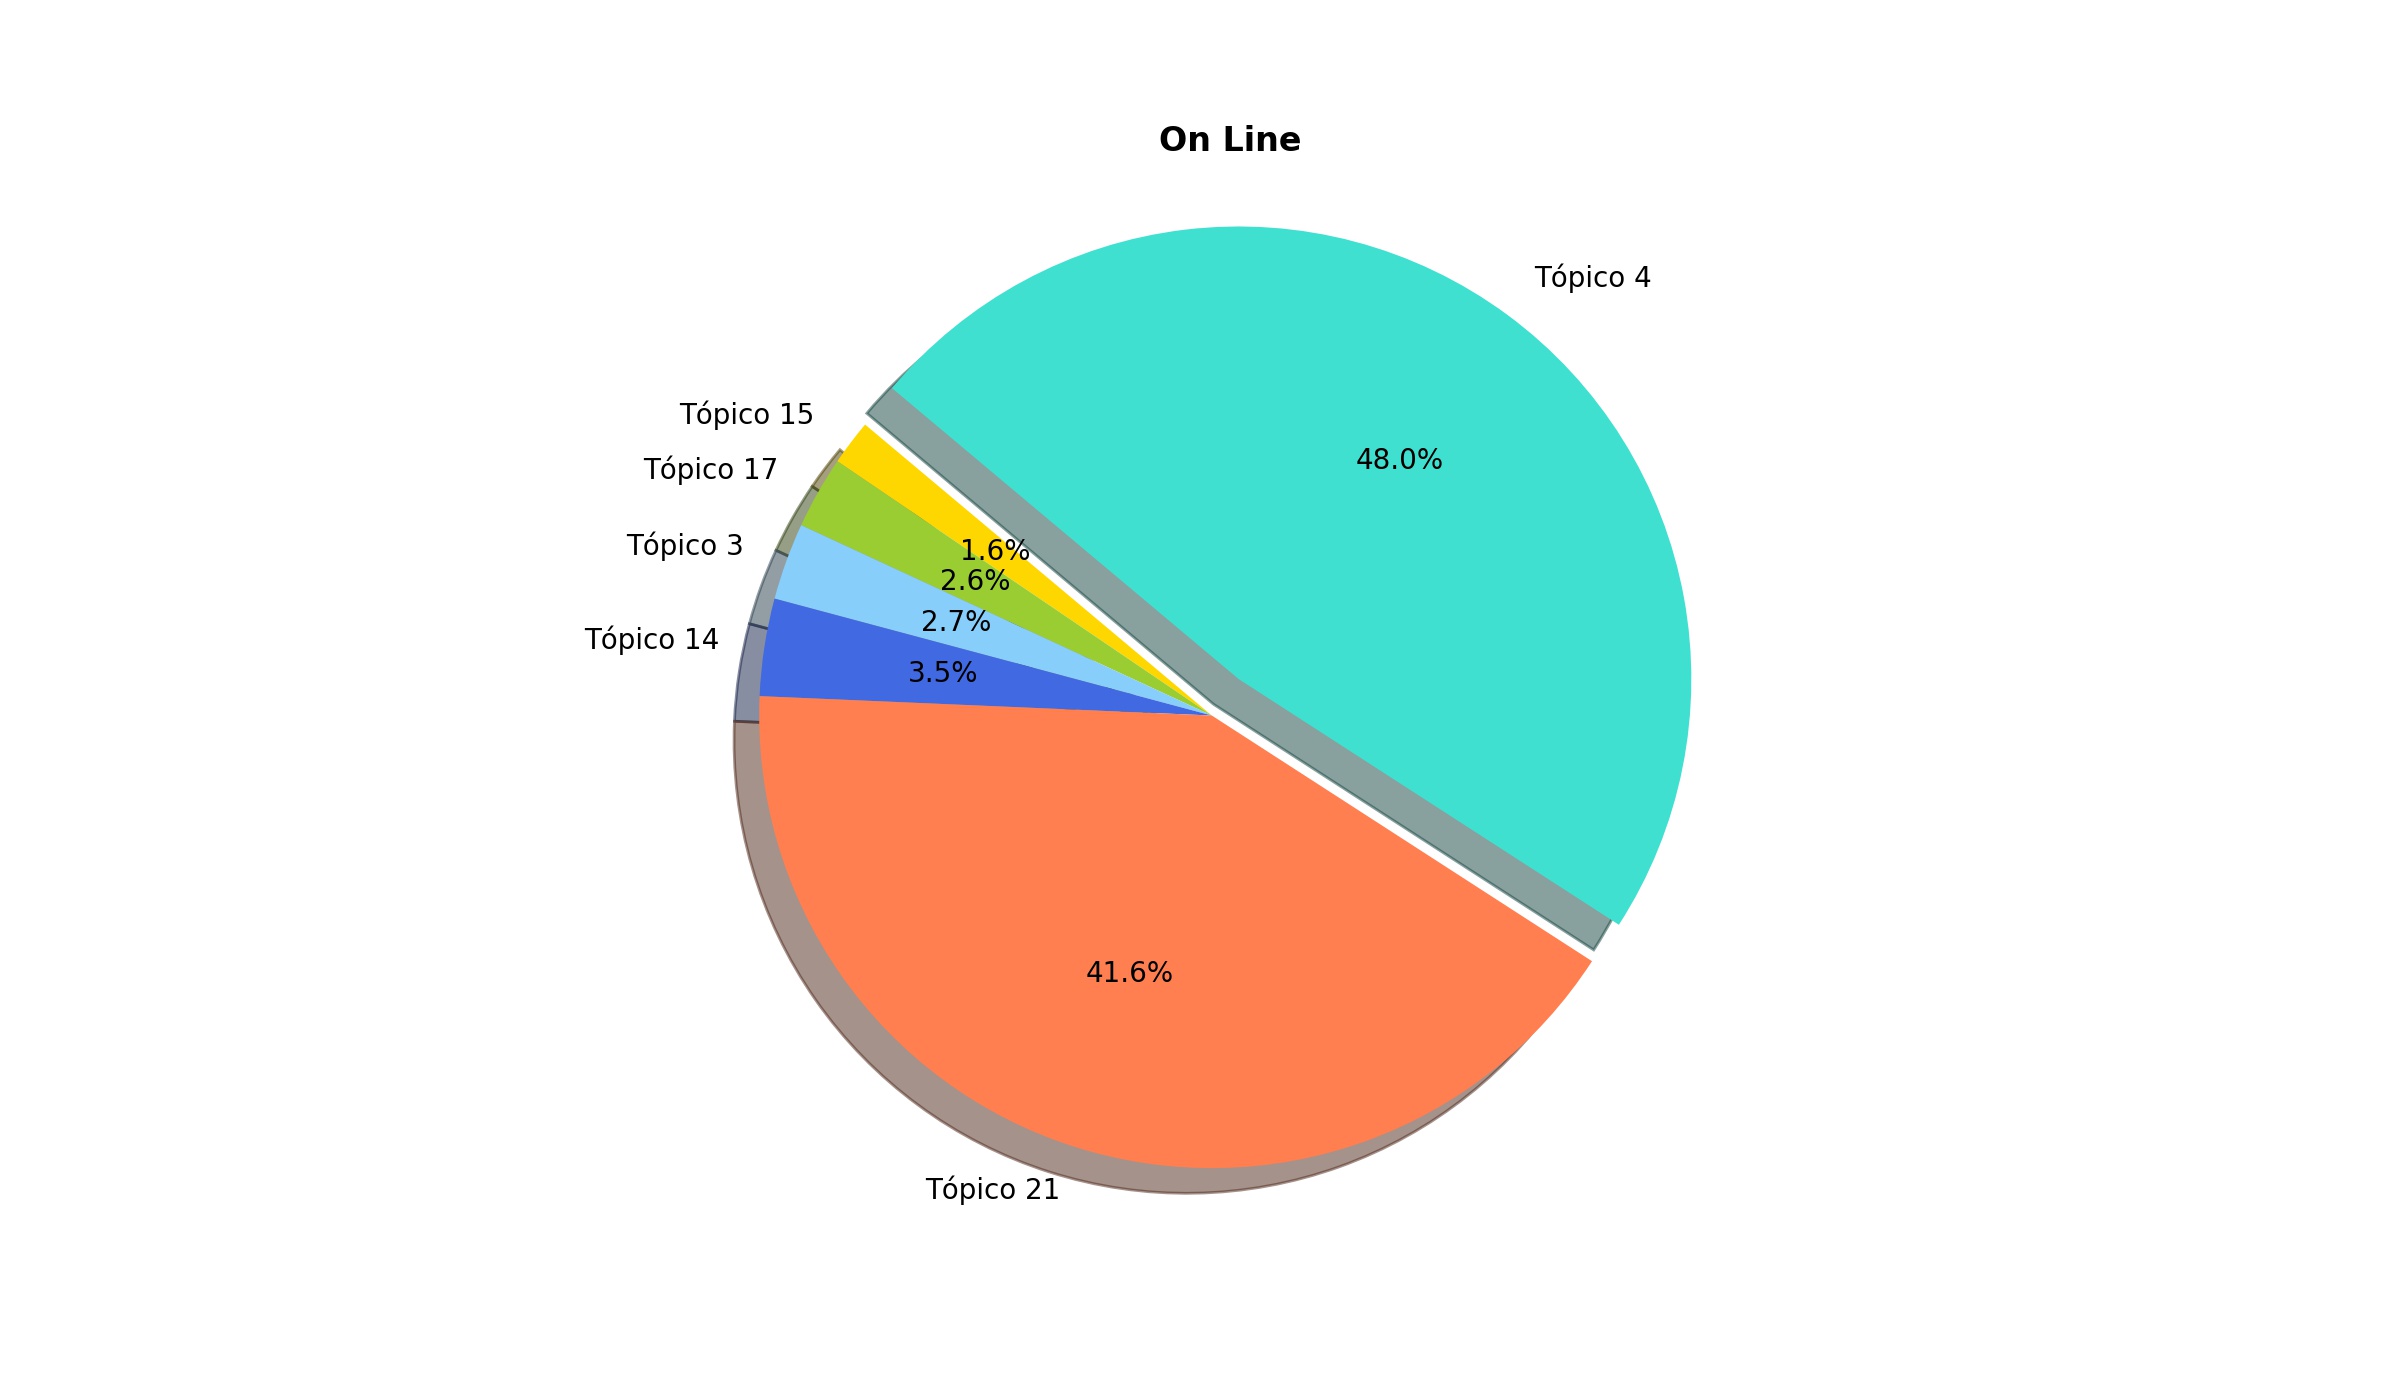 On Line
Tópico 4
48.0%
Tópico 15
Tópico 17
1.6%
Tópico 3
2.6%
2.7%
Tópico 14
3.5%
41.6%
Tópico 21